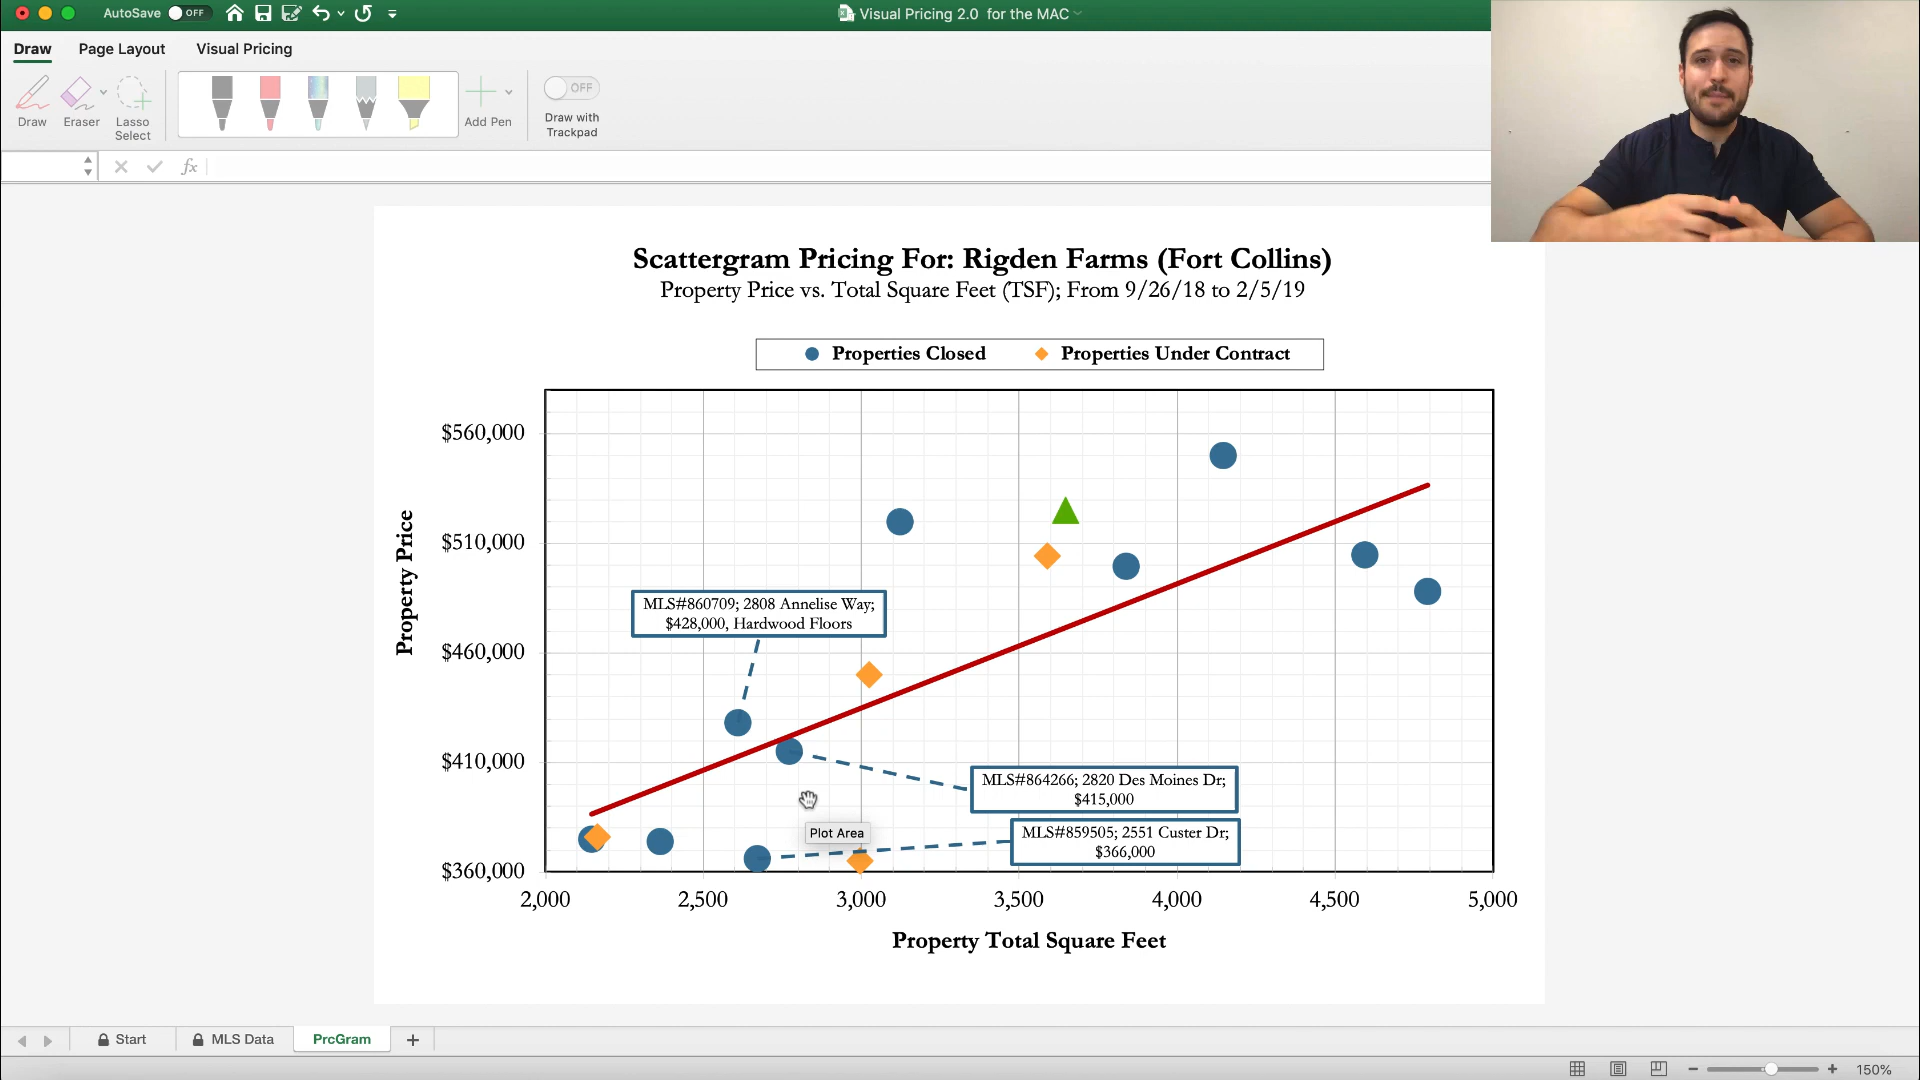 AutoSave OFF
Visual Pricing 2.0 for the MAC
Draw Page Layout Visual Pricing
Draw
Eraser
Lasso
Select
Add Pen
OFF
Draw with
Trackpad
fx
Scattergram Pricing For: Rigden Farms (Fort Collins)
Property Price vs. Total Square Feet (TSF); From 9/26/18 to 2/5/19
Properties Closed Properties Under Contract
Property Price
$560,000
$510,000
$460,000
$410,000
$360,000
MLS#860709; 2808 Annelise Way;
$428,000, Hardwood Floors
MLS#864266; 2820 Des Moines Dr;
$415,000
MLS#859505; 2551 Custer Dr;
$366,000
Plot Area
2,000 2,500 3,000 3,500 4,000 4,500 5,000
Property Total Square Feet
Start MLS Data PrcGram
150%